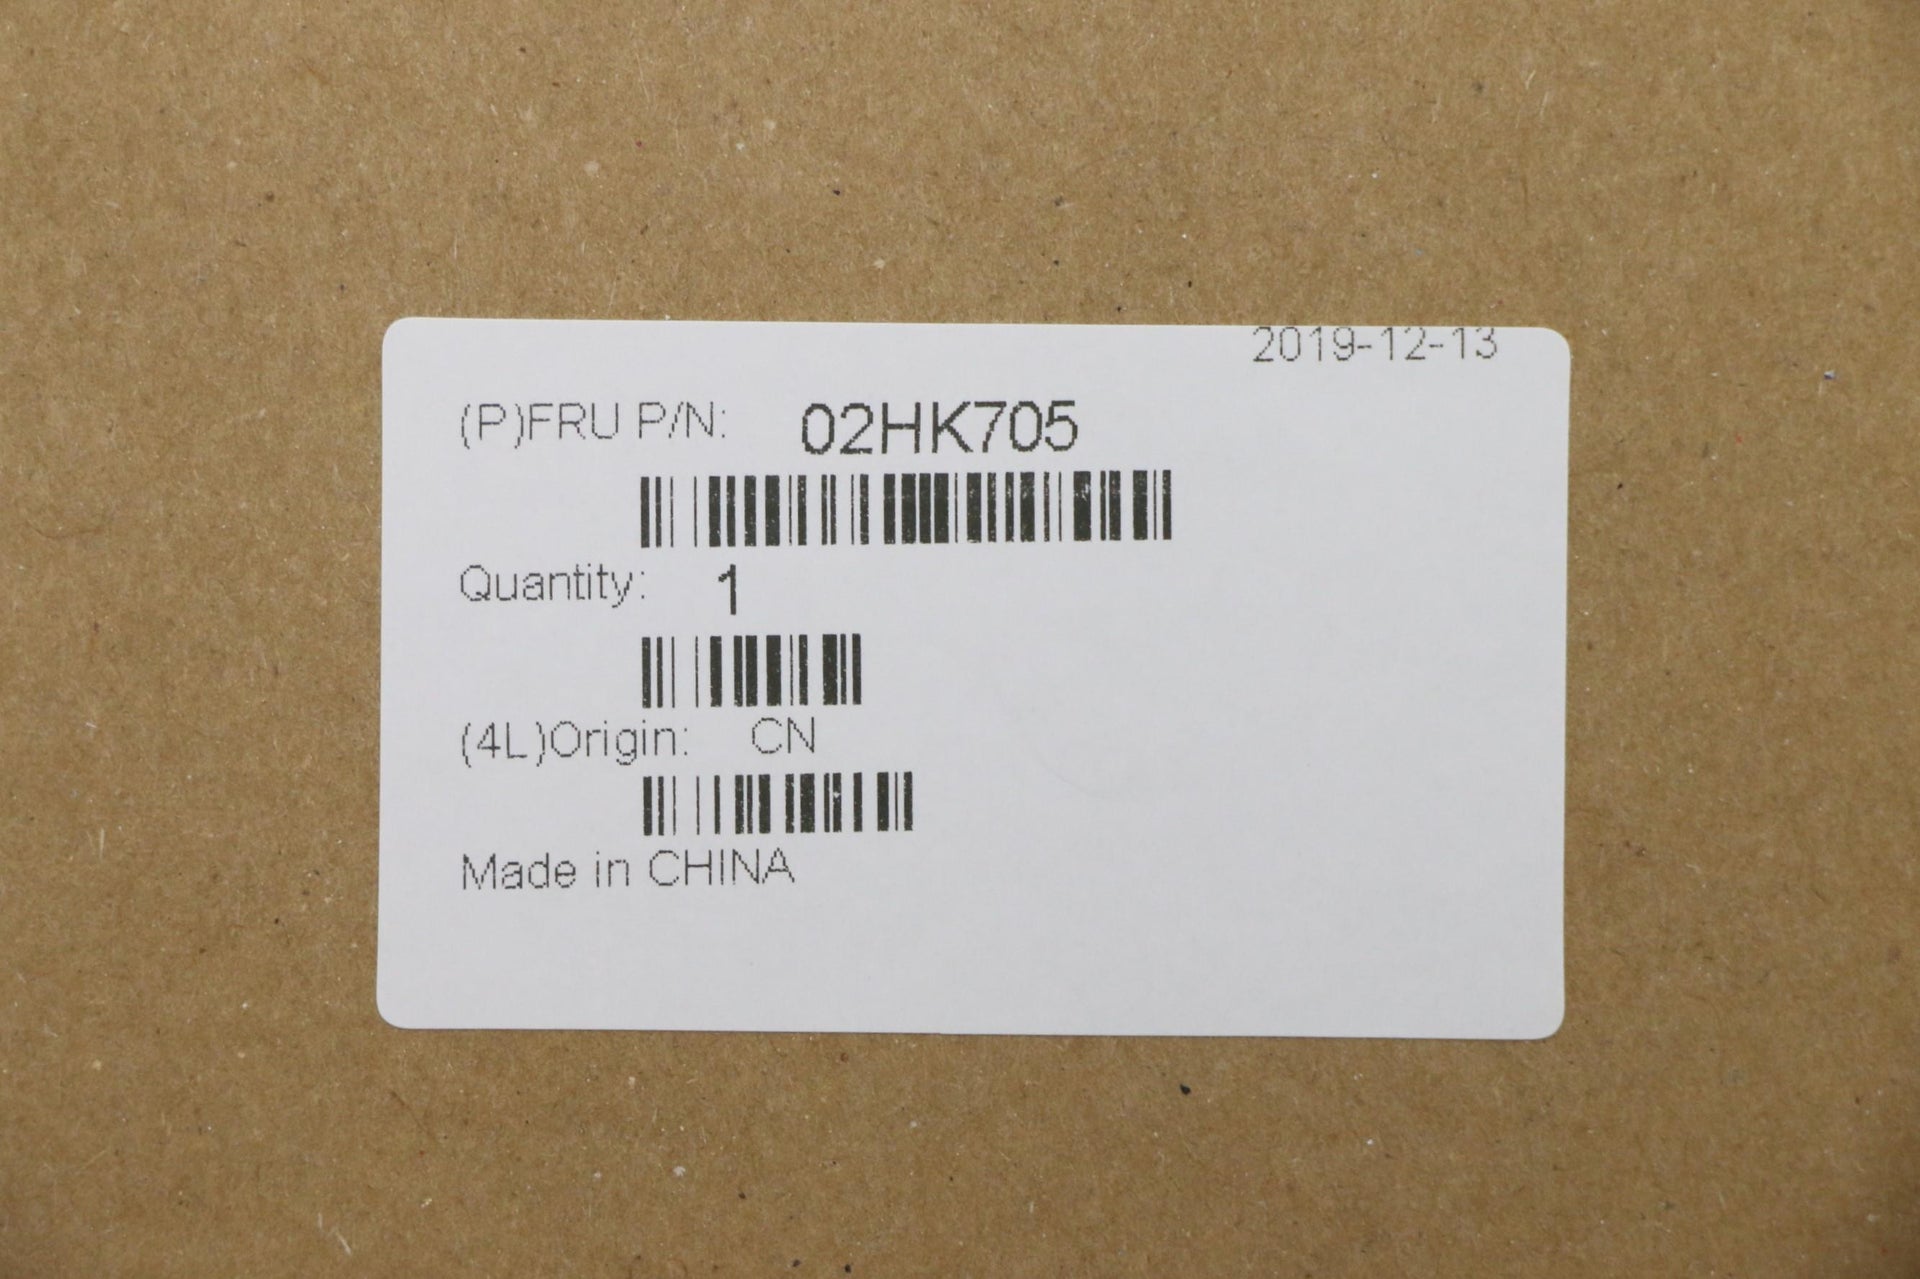 2019-12-13
(P)FRU P/N: 02HK705
Quantity: 1
(4L)Origin: CN
Made in CHINA